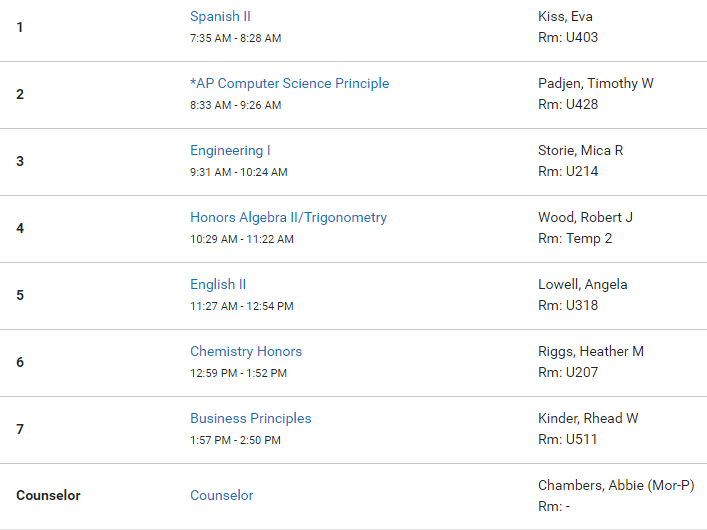 1
Spanish II
7:35 AM - 8:28 AM
Kiss, Eva
Rm: U403
2
*AP Computer Science Principle
8:33 AM - 9:26 AM
Padjen, Timothy W
Rm: U428
3
Engineering I
9:31 AM - 10:24 AM
Storie, Mica R
Rm: U214
4
Honors Algebra II/Trigonometry
10:29 AM - 11:22 AM
Wood, Robert J
Rm: Temp 2
5
English II
11:27 AM - 12:54 PM
Lowell, Angela
Rm: U318
6
Chemistry Honors
12:59 PM - 1:52 PM
Riggs, Heather M
Rm: U207
7
Business Principles
1:57 PM - 2:50 PM
Kinder, Rhead W
Rm: U511
Counselor
Counselor
Chambers, Abbie (Mor-P)
Rm: -